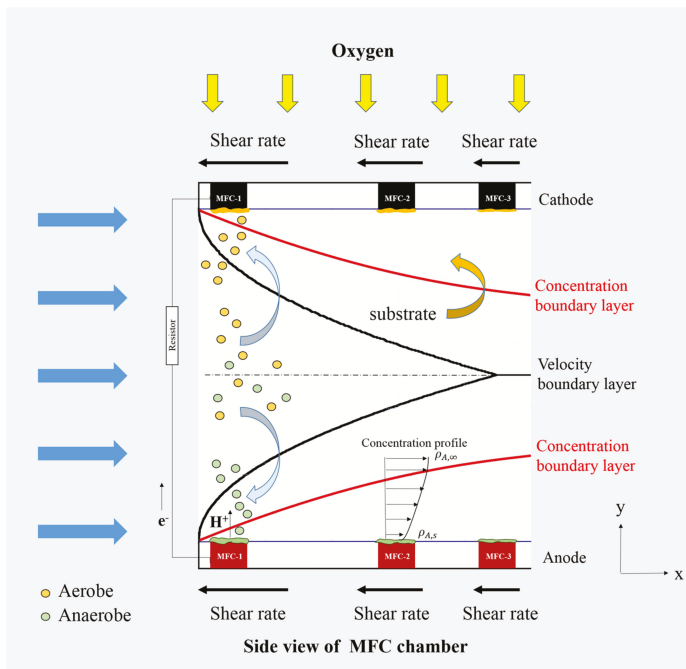 Oxygen
Shear rate
Shear rate
Shear rate
MFC-1
MFC-2
MFC-3
Cathode
Concentration
boundary layer
substrate
Resistor
Velocity
boundary layer
Concentration profile
ρA,∞
Concentration
boundary layer
e-
H+
ρA,s
y
x
MFC-1
MFC-2
MFC-3
Anode
Aerobe
Anaerobe
Shear rate
Shear rate
Shear rate
Side view of MFC chamber